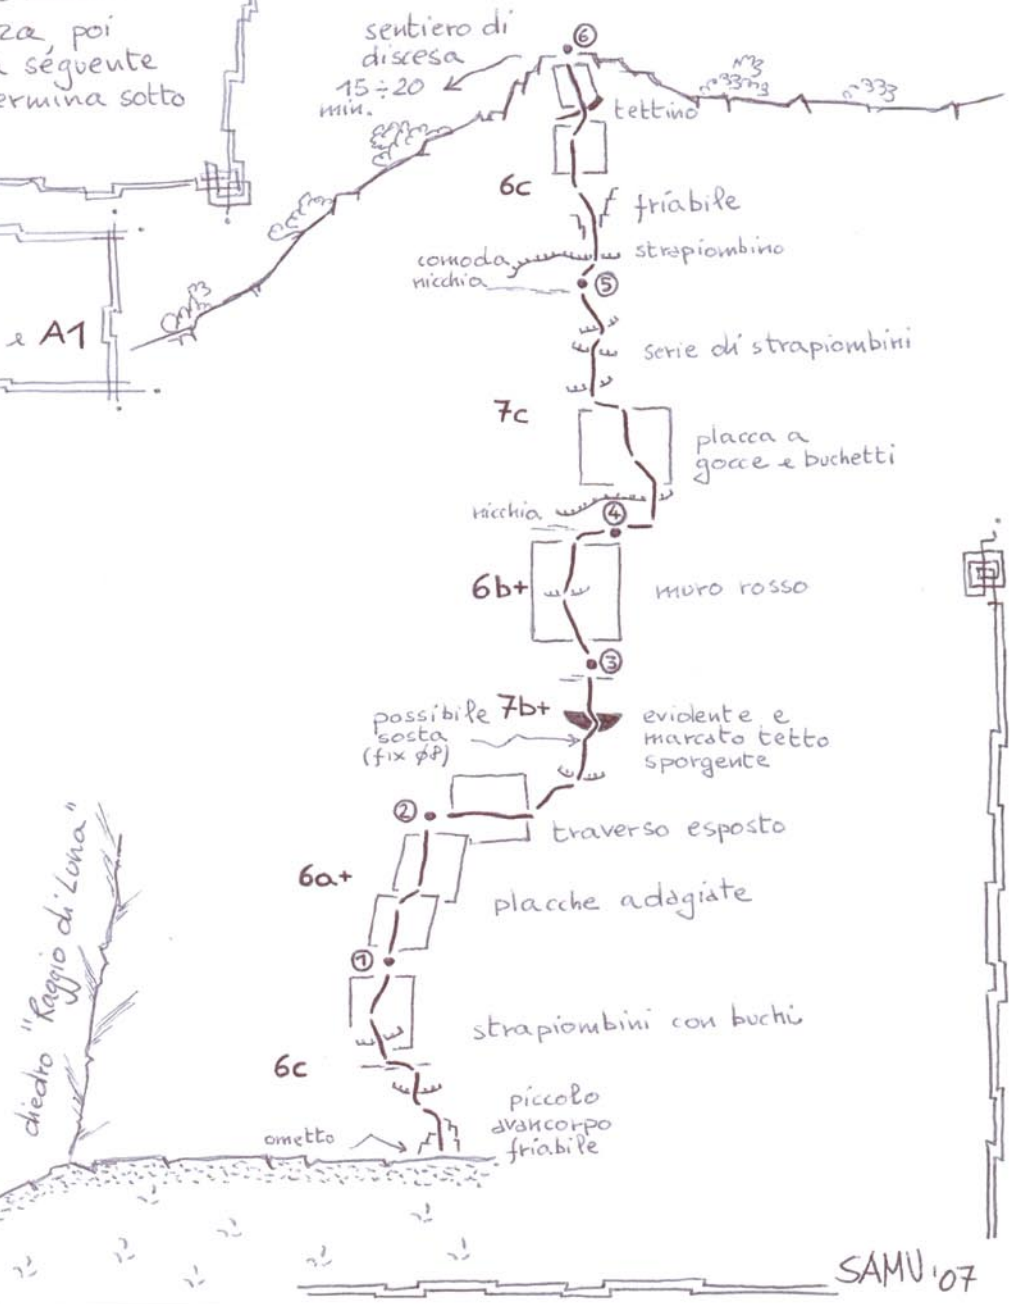 za, poi
a seguente
ermina sotto
e A1
sentiero di
discesa
15÷20
min.
6
tettino
6c
friabile
strapiombino
comoda
nicchia
5
serie di strapiombini
7c
placca a
gocce e buchetti
nicchia
4
6b+
muro rosso
3
possibile
sosta
(fix ø8)
7b+
evidente e
marcato tetto
sporgente
2
traverso esposto
6a+
placche adagiate
1
strapiombini con buchi
6c
piccolo
avancorpo
friabile
ometto
diedro "Raggio di Luna"
SAMU '07